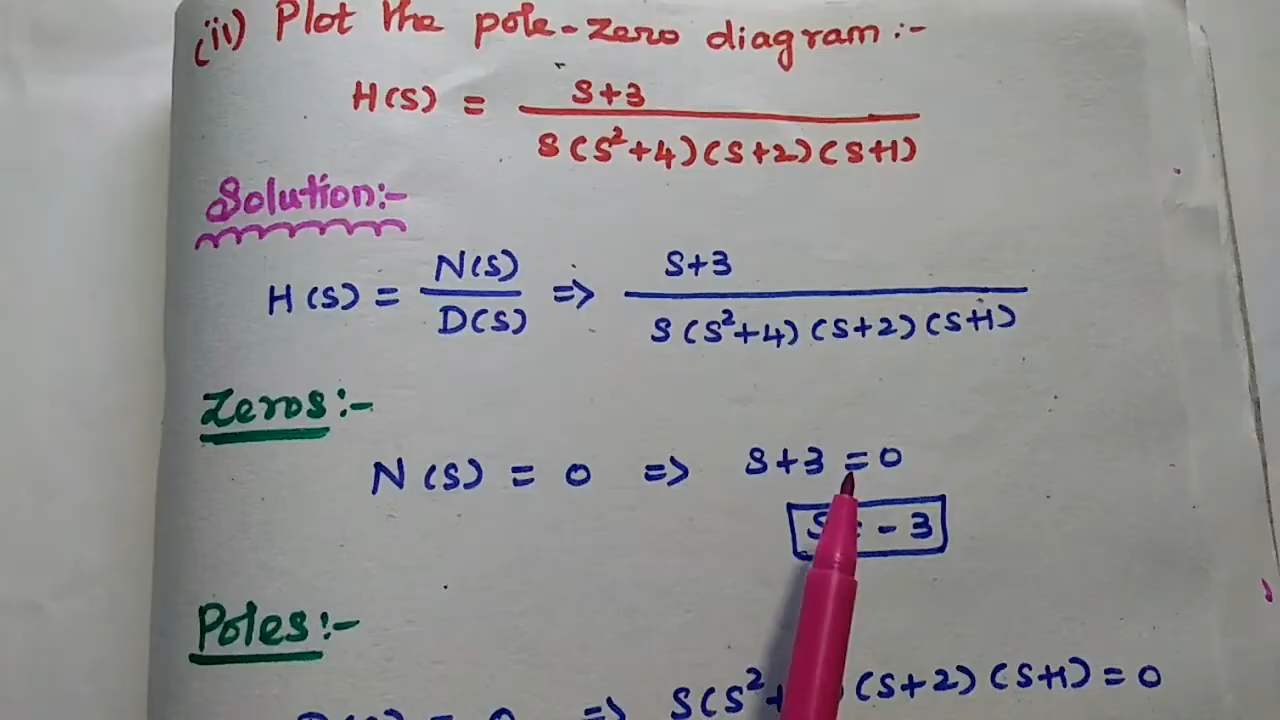 (ii) Plot the pole-zero diagram:-
H(S) = S+3 / S(S²+4)(S+2)(S+1)
Solution:-
H(S) = N(S) / D(S) => S+3 / S(S²+4)(S+2)(S+1)
Zeros:-
N(S) = 0 => S+3 = 0
S = -3
Poles:-
D(S) = 0 => S(S²+ (S+2)(S+1) = 0